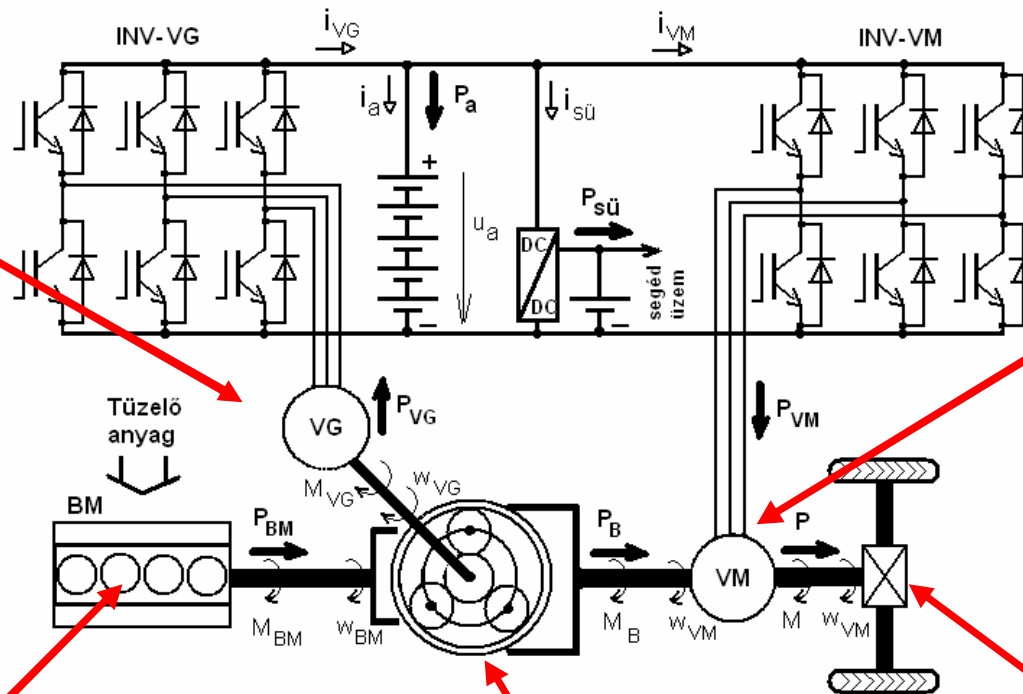 INV-VG
i_VG
i_VM
INV-VM
i_a
P_a
i_sü
+
u_a
P_sü
DC
DC
segéd
üzem
−
−
Tüzelő
anyag
VG
P_VG
P_VM
M_VG
w_VG
BM
P_BM
P_B
P
VM
M_BM
w_BM
M_B
w_VM
M
w_VM